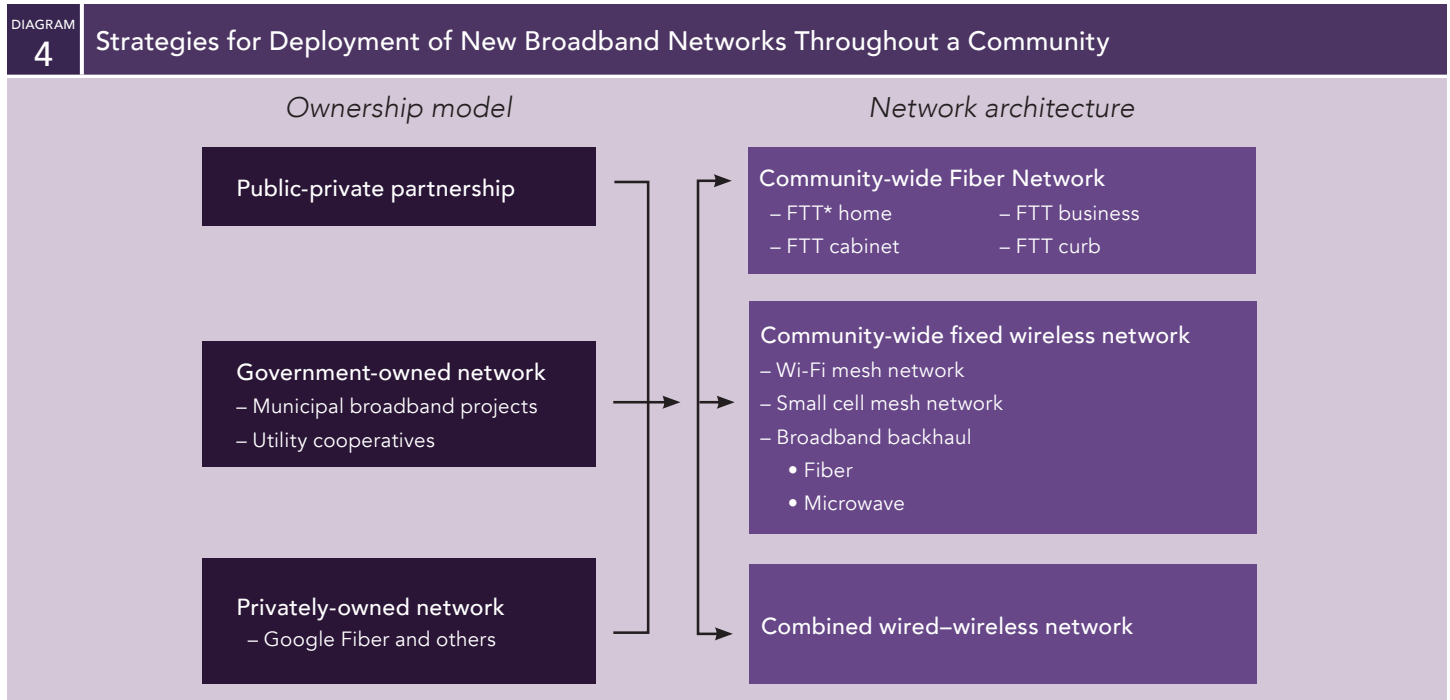 DIAGRAM
4
Strategies for Deployment of New Broadband Networks Throughout a Community
Ownership model
Public-private partnership
Government-owned network
– Municipal broadband projects
– Utility cooperatives
Privately-owned network
– Google Fiber and others
Network architecture
Community-wide Fiber Network
– FTT* home
– FTT business
– FTT cabinet
– FTT curb
Community-wide fixed wireless network
– Wi-Fi mesh network
– Small cell mesh network
– Broadband backhaul
• Fiber
• Microwave
Combined wired–wireless network